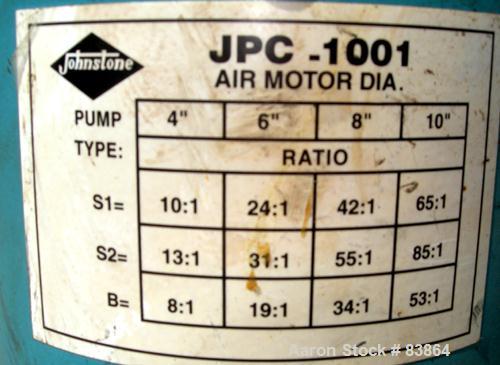 Johnstone
JPC -1001
AIR MOTOR DIA.
PUMP 4" 6" 8" 10"
TYPE: RATIO
S1= 10:1 24:1 42:1 65:1
S2= 13:1 31:1 55:1 85:1
B= 8:1 19:1 34:1 53:1
Aaron Stock # 83864